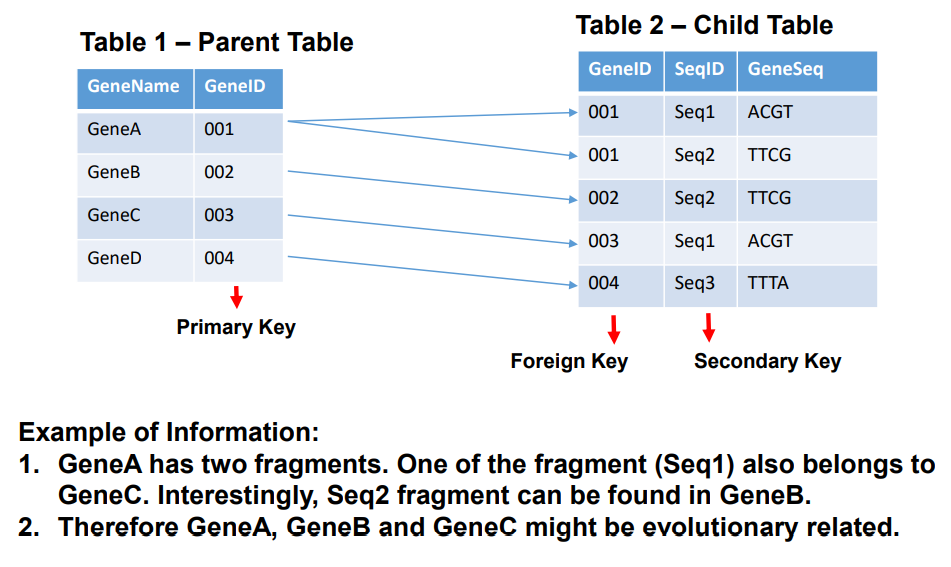 Table 1 – Parent Table
GeneName GeneID
GeneA 001
GeneB 002
GeneC 003
GeneD 004
Primary Key
Table 2 – Child Table
GeneID SeqID GeneSeq
001 Seq1 ACGT
001 Seq2 TTCG
002 Seq2 TTCG
003 Seq1 ACGT
004 Seq3 TTTA
Foreign Key Secondary Key
Example of Information:
1. GeneA has two fragments. One of the fragment (Seq1) also belongs to
GeneC. Interestingly, Seq2 fragment can be found in GeneB.
2. Therefore GeneA, GeneB and GeneC might be evolutionary related.